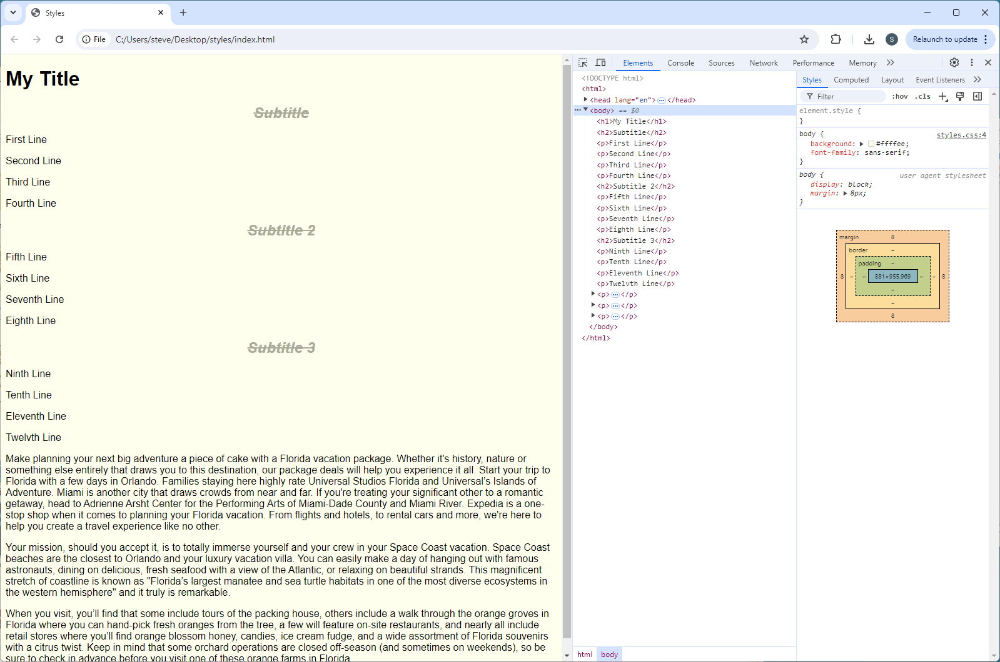 Styles
File
C:/Users/steve/Desktop/styles/index.html
S
Relaunch to update
My Title
Subtitle
First Line
Second Line
Third Line
Fourth Line
Subtitle 2
Fifth Line
Sixth Line
Seventh Line
Eighth Line
Subtitle 3
Ninth Line
Tenth Line
Eleventh Line
Twelvth Line
Make planning your next big adventure a piece of cake with a Florida vacation package. Whether it's history, nature or
something else entirely that draws you to this destination, our package deals will help you experience it all. Start your trip to
Florida with a few days in Orlando. Families staying here highly rate Universal Studios Florida and Universal’s Islands of
Adventure. Miami is another city that draws crowds from near and far. If you're treating your significant other to a romantic
getaway, head to Adrienne Arsht Center for the Performing Arts of Miami-Dade County and Miami River. Expedia is a one-
stop shop when it comes to planning your Florida vacation. From flights and hotels, to rental cars and more, we're here to
help you create a travel experience like no other.
Your mission, should you accept it, is to totally immerse yourself and your crew in your Space Coast vacation. Space Coast
beaches are the closest to Orlando and your luxury vacation villa. You can easily make a day of hanging out with famous
astronauts, dining on delicious, fresh seafood with a view of the Atlantic, or relaxing on beautiful strands. This magnificent
stretch of coastline is known as "Florida’s largest manatee and sea turtle habitats in one of the most diverse ecosystems in
the western hemisphere" and it truly is remarkable.
When you visit, you’ll find that some include tours of the packing house, others include a walk through the orange groves in
Florida where you can hand-pick fresh oranges from the tree, a few will feature on-site restaurants, and nearly all include
retail stores where you’ll find orange blossom honey, candies, ice cream fudge, and a wide assortment of Florida souvenirs
with a citrus twist. Keep in mind that some orchard operations are closed off-season (and sometimes on weekends), so be
sure to check in advance before you visit one of these orange farms in Florida
Elements Console Sources Network Performance Memory
<!DOCTYPE html>
<html>
<head lang="en"> … </head>
<body> == $0
<h1>My Title</h1>
<h2>Subtitle</h2>
<p>First Line</p>
<p>Second Line</p>
<p>Third Line</p>
<p>Fourth Line</p>
<h2>Subtitle 2</h2>
<p>Fifth Line</p>
<p>Sixth Line</p>
<p>Seventh Line</p>
<p>Eighth Line</p>
<h2>Subtitle 3</h2>
<p>Ninth Line</p>
<p>Tenth Line</p>
<p>Eleventh Line</p>
<p>Twelvth Line</p>
<p> … </p>
<p> … </p>
<p> … </p>
</body>
</html>
html body
Styles Computed Layout Event Listeners
Filter :hov .cls
element.style {
}
body { styles.css:4
background: #ffffee;
font-family: sans-serif;
}
body { user agent stylesheet
display: block;
margin: 8px;
}
margin 8
border –
padding –
8 – – 881×955.969 – – 8
–
–
8